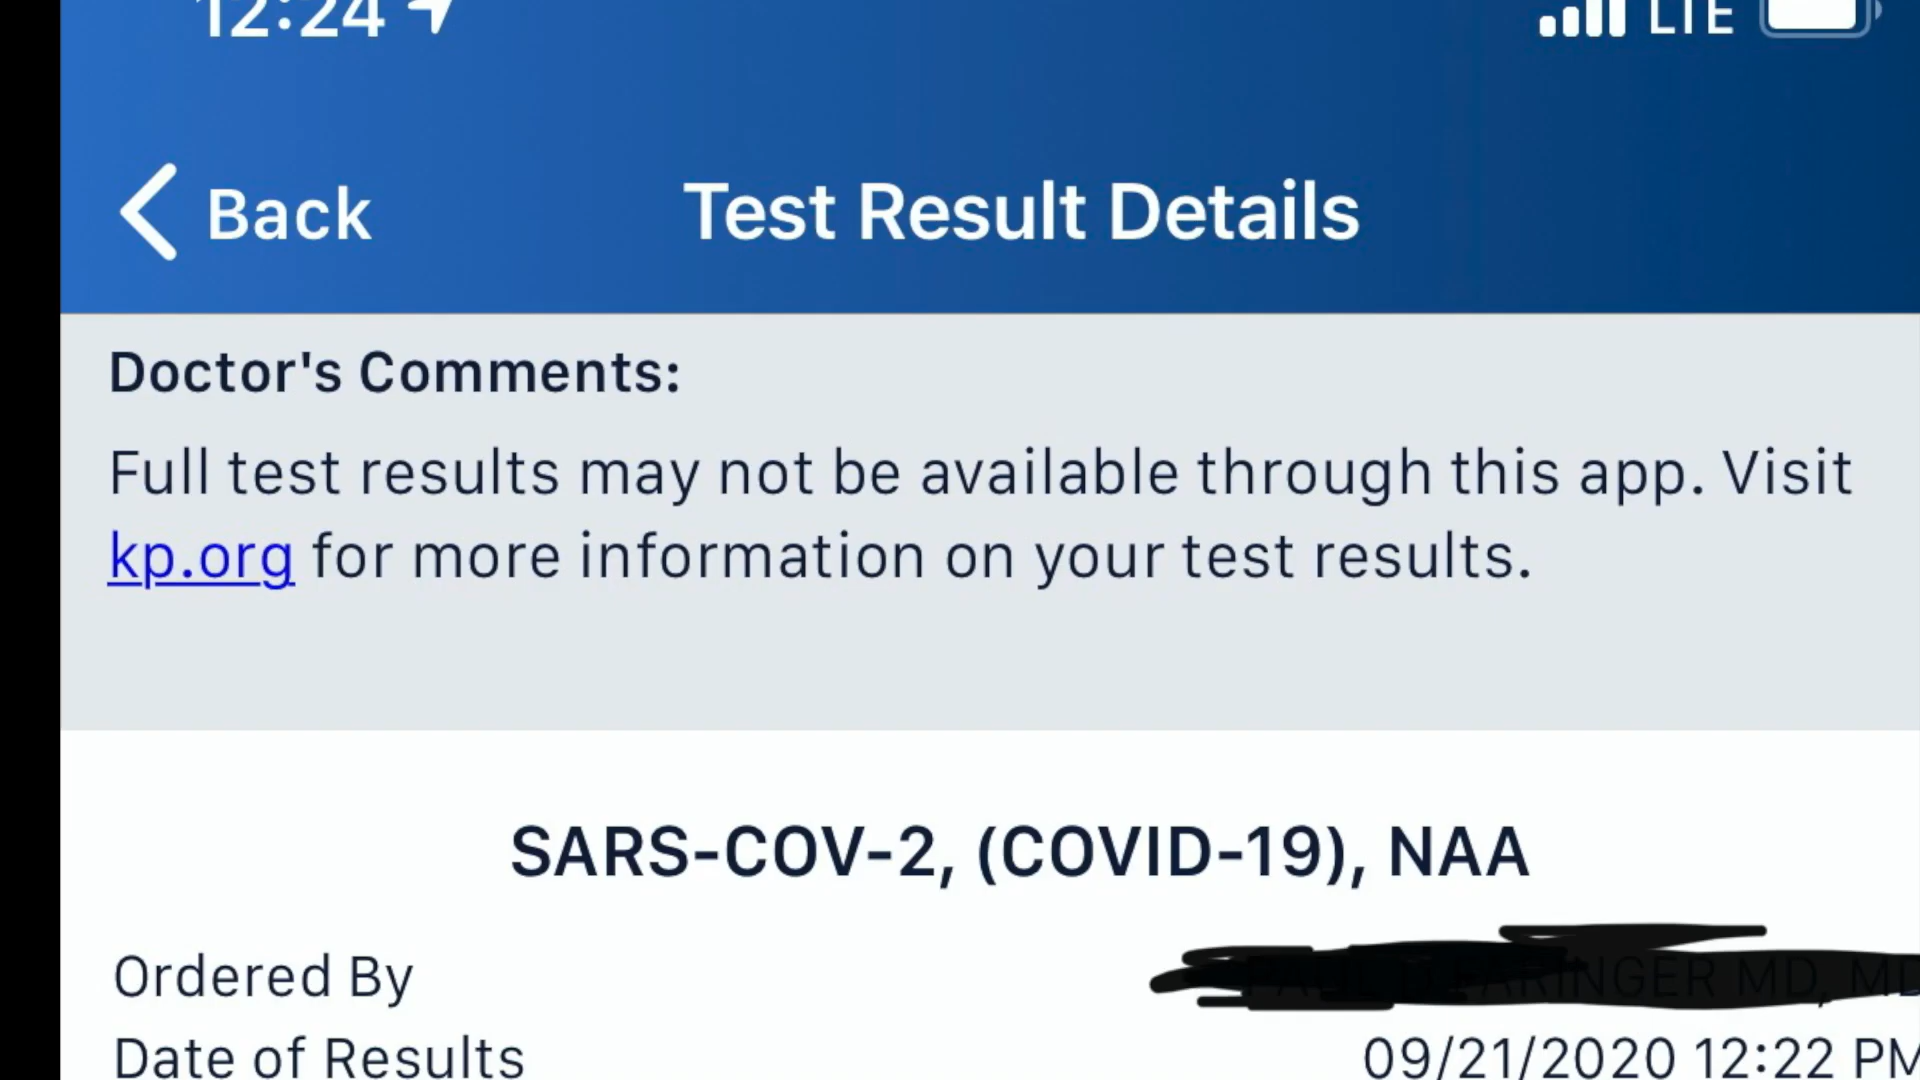 12:24
LTE
Back
Test Result Details
Doctor's Comments:
Full test results may not be available through this app. Visit
kp.org for more information on your test results.
SARS-COV-2, (COVID-19), NAA
Ordered By
Date of Results
09/21/2020 12:22 PM